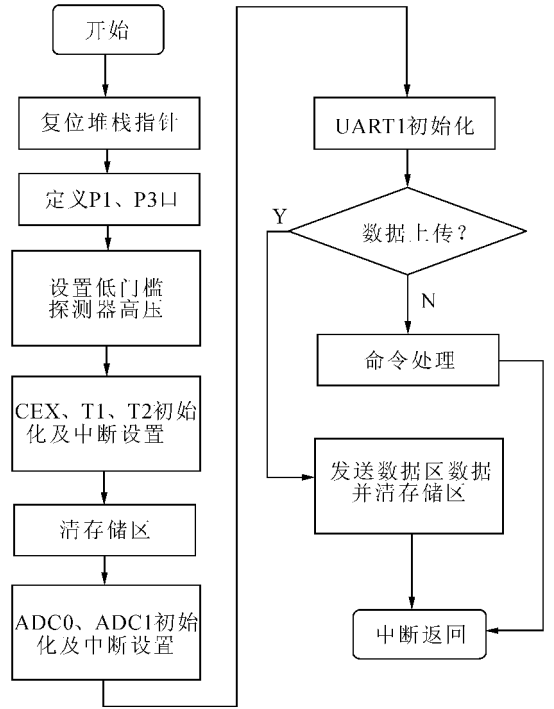 开始
复位堆栈指针
定义P1、P3口
设置低门槛
探测器高压
CEX、T1、T2初始
化及中断设置
清存储区
ADC0、ADC1初始
化及中断设置
UART1初始化
数据上传?
Y
N
命令处理
发送数据区数据
并清存储区
中断返回